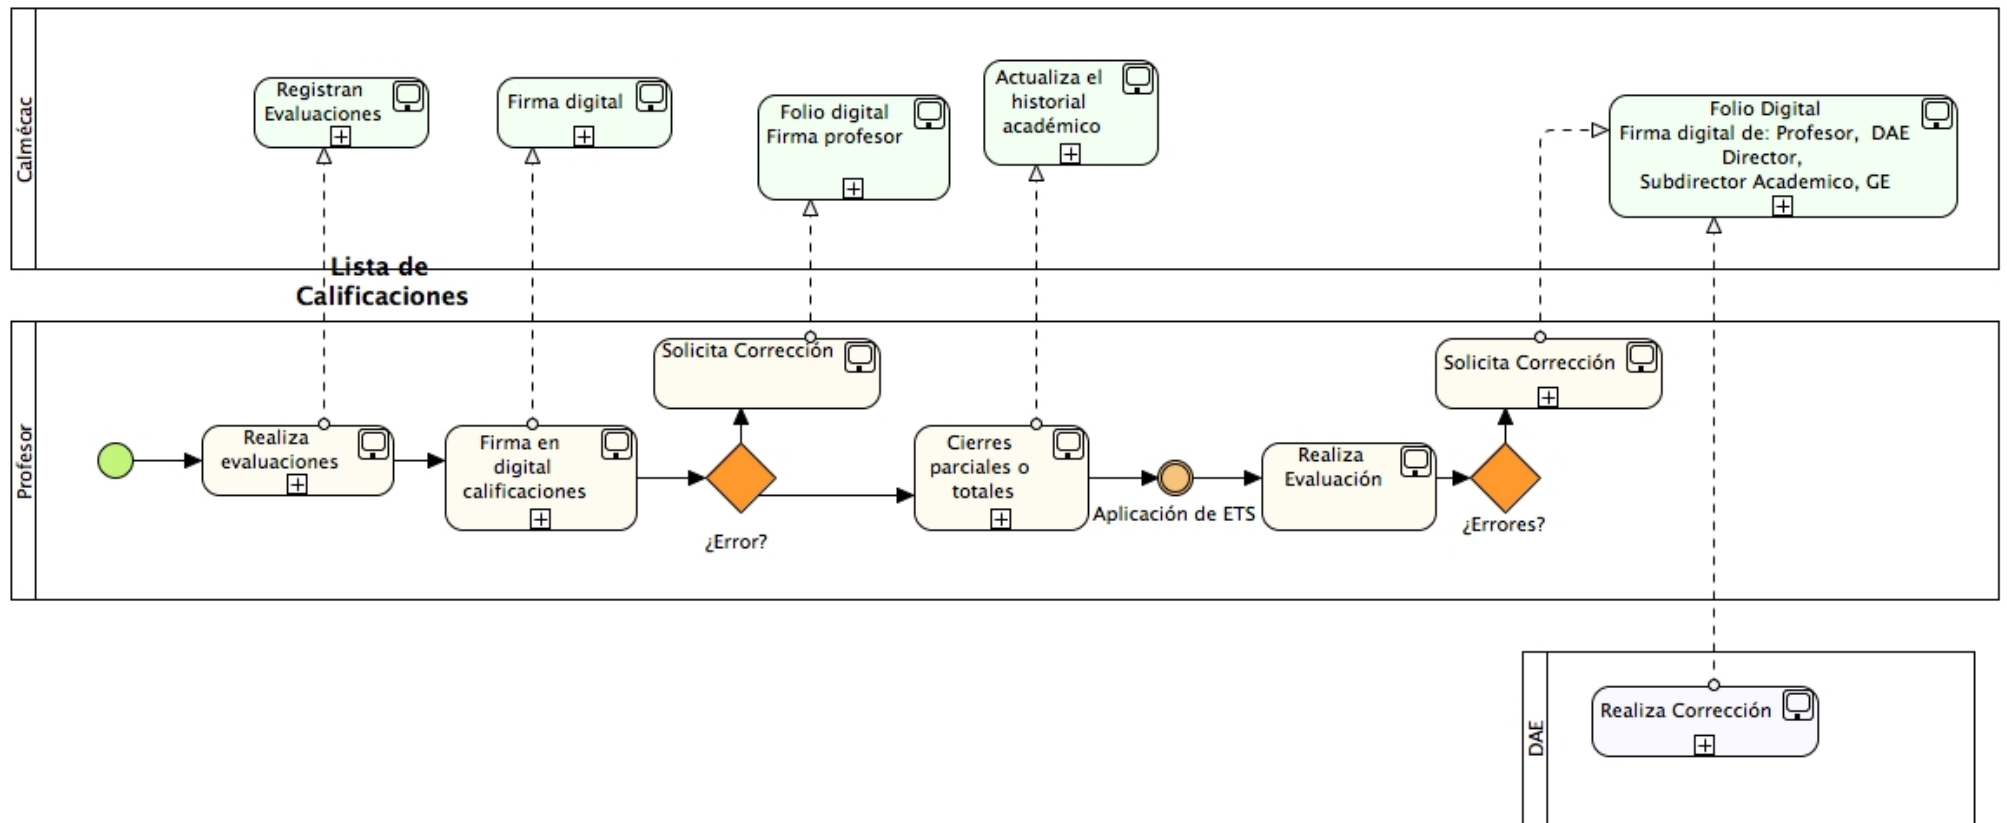 Calmécac
Registran
Evaluaciones
Firma digital
Folio digital
Firma profesor
Actualiza el
historial
académico
Folio Digital
Firma digital de: Profesor, DAE
Director,
Subdirector Academico, GE
Lista de
Calificaciones
Profesor
Realiza
evaluaciones
Firma en
digital
calificaciones
Solicita Corrección
¿Error?
Cierres
parciales o
totales
Aplicación de ETS
Realiza
Evaluación
Solicita Corrección
¿Errores?
DAE
Realiza Corrección